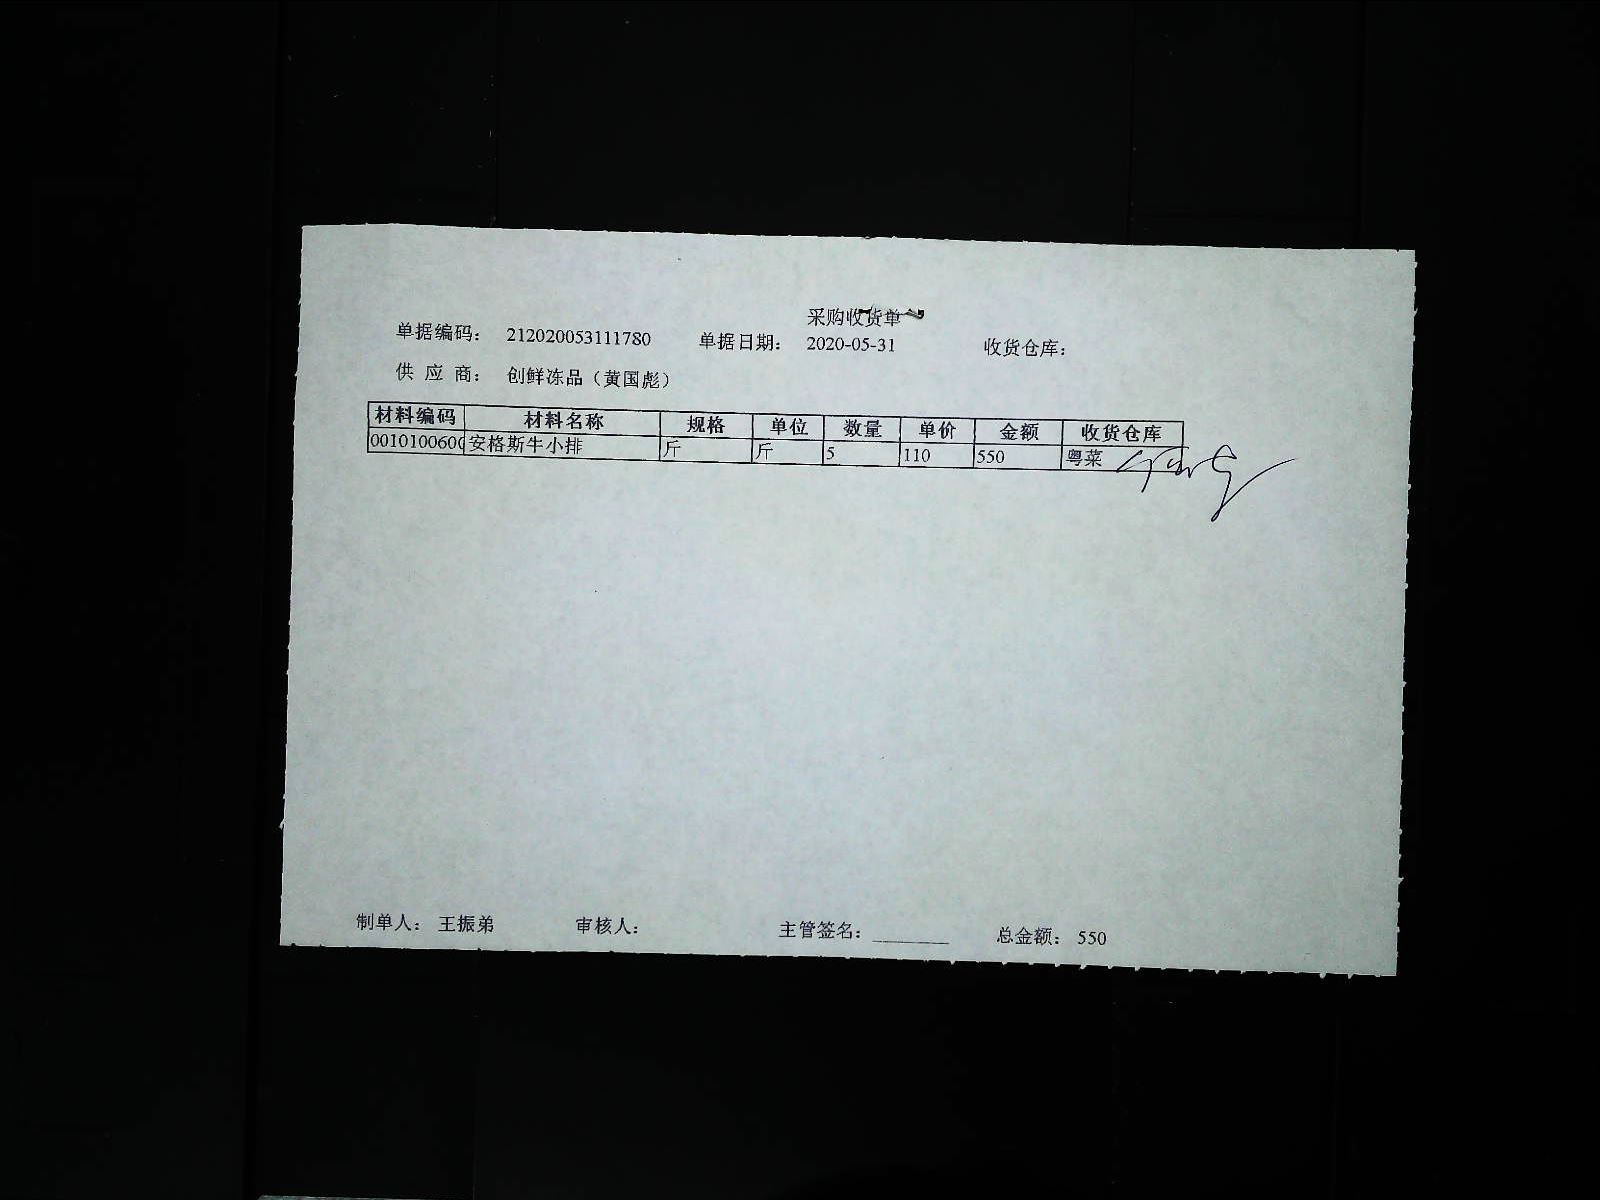 采购收货单
单据编码： 212020053111780 单据日期： 2020-05-31 收货仓库：
供 应 商： 创鲜冻品（黄国彪）
材料编码 材料名称 规格 单位 数量 单价 金额 收货仓库
001010060 安格斯牛小排 斤 斤 5 110 550 粤菜
制单人： 王振弟 审核人： 主管签名： 总金额： 550